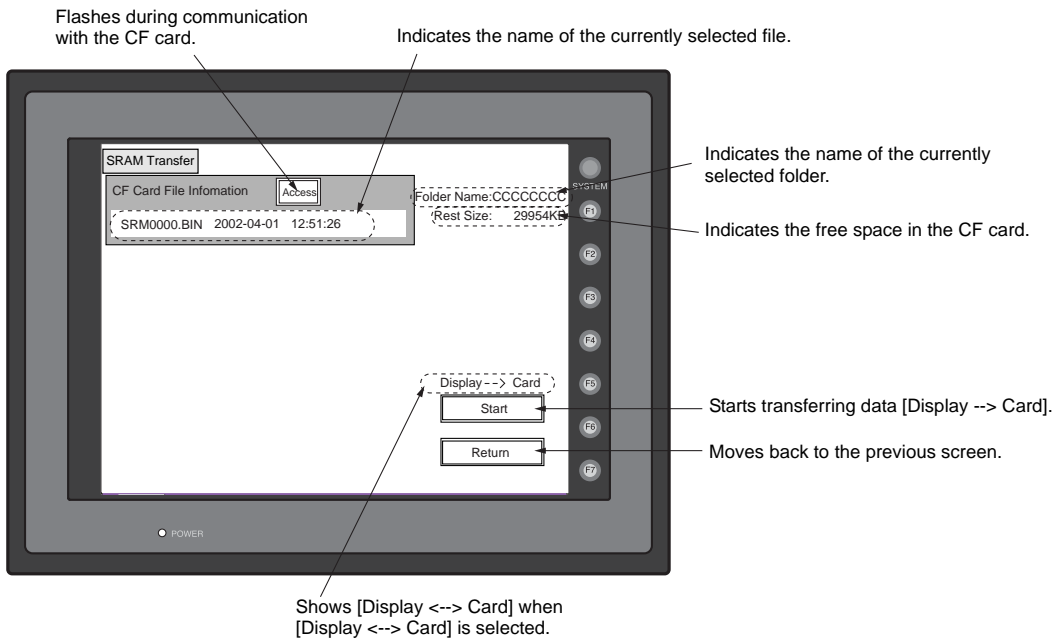 Flashes during communication
with the CF card.
Indicates the name of the currently selected file.
SRAM Transfer
CF Card File Infomation
Access
Folder Name:CCCCCCCC
Rest Size: 29954KB
SRM0000.BIN 2002-04-01 12:51:26
Indicates the name of the currently
selected folder.
Indicates the free space in the CF card.
SYSTEM
F1
F2
F3
F4
F5
F6
F7
Display--> Card
Start
Return
Starts transferring data [Display --> Card].
Moves back to the previous screen.
POWER
Shows [Display <--> Card] when
[Display <--> Card] is selected.